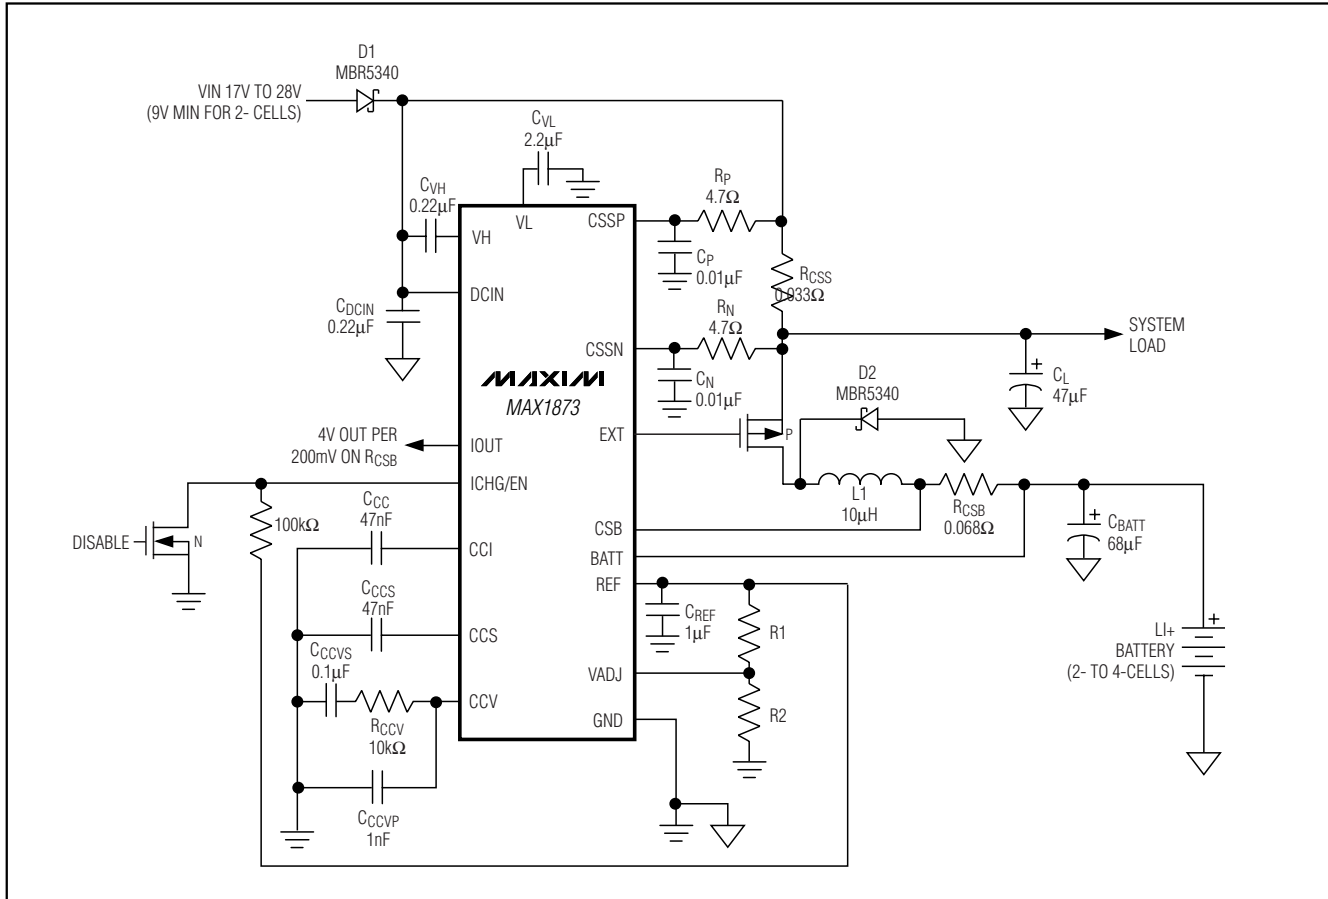 D1
MBR5340
VIN 17V TO 28V
(9V MIN FOR 2- CELLS)
CVL
2.2µF
CVH
0.22µF
RP
4.7Ω
VL
CSSP
VH
CP
0.01µF
RCSS
0.033Ω
DCIN
CDCIN
0.22µF
RN
4.7Ω
SYSTEM
LOAD
CSSN
MAXIM
MAX1873
CN
0.01µF
D2
MBR5340
CL
47µF
4V OUT PER
200mV ON RCSB
IOUT
EXT
P
ICHG/EN
L1
10µH
RCSB
0.068Ω
CBATT
68µF
100kΩ
DISABLE
N
CCC
47nF
CCI
CSB
BATT
REF
CCCS
47nF
CCS
CREF
1µF
R1
LI+
BATTERY
(2- TO 4-CELLS)
CCCVS
0.1µF
VADJ
CCV
RCCV
10kΩ
R2
GND
CCCVP
1nF